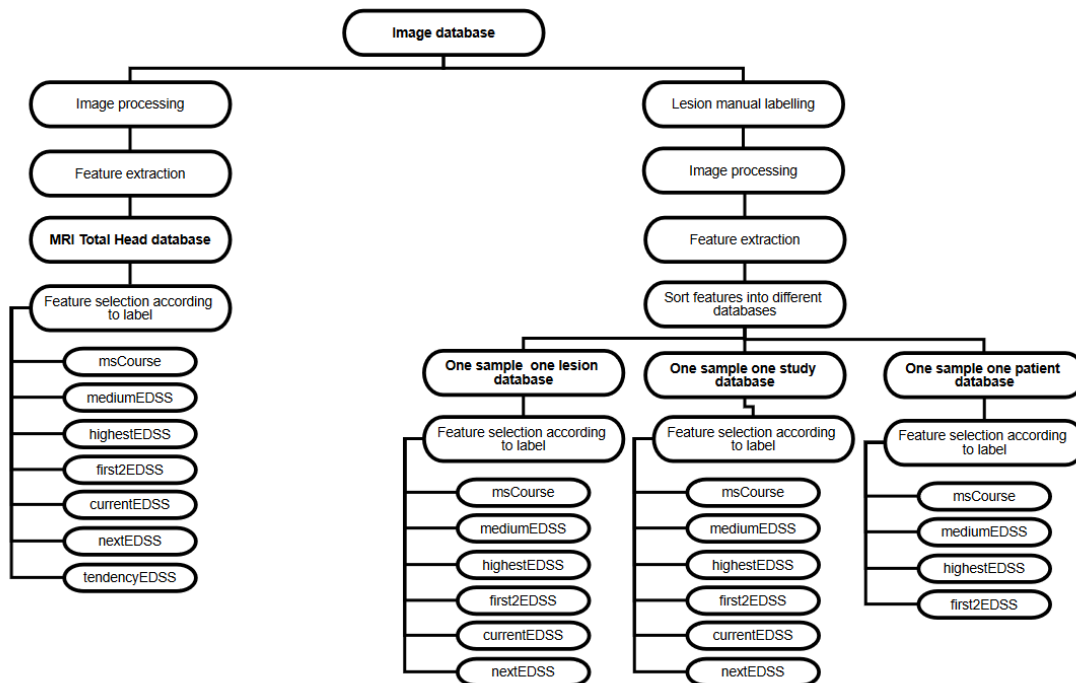 Image database
Image processing
Feature extraction
MRI Total Head database
Feature selection according
to label
msCourse
mediumEDSS
highestEDSS
first2EDSS
currentEDSS
nextEDSS
tendencyEDSS
Lesion manual labelling
Image processing
Feature extraction
Sort features into different
databases
One sample one lesion
database
Feature selection according
to label
msCourse
mediumEDSS
highestEDSS
first2EDSS
currentEDSS
nextEDSS
One sample one study
database
Feature selection according
to label
msCourse
mediumEDSS
highestEDSS
first2EDSS
currentEDSS
nextEDSS
One sample one patient
database
Feature selection according
to label
msCourse
mediumEDSS
highestEDSS
first2EDSS